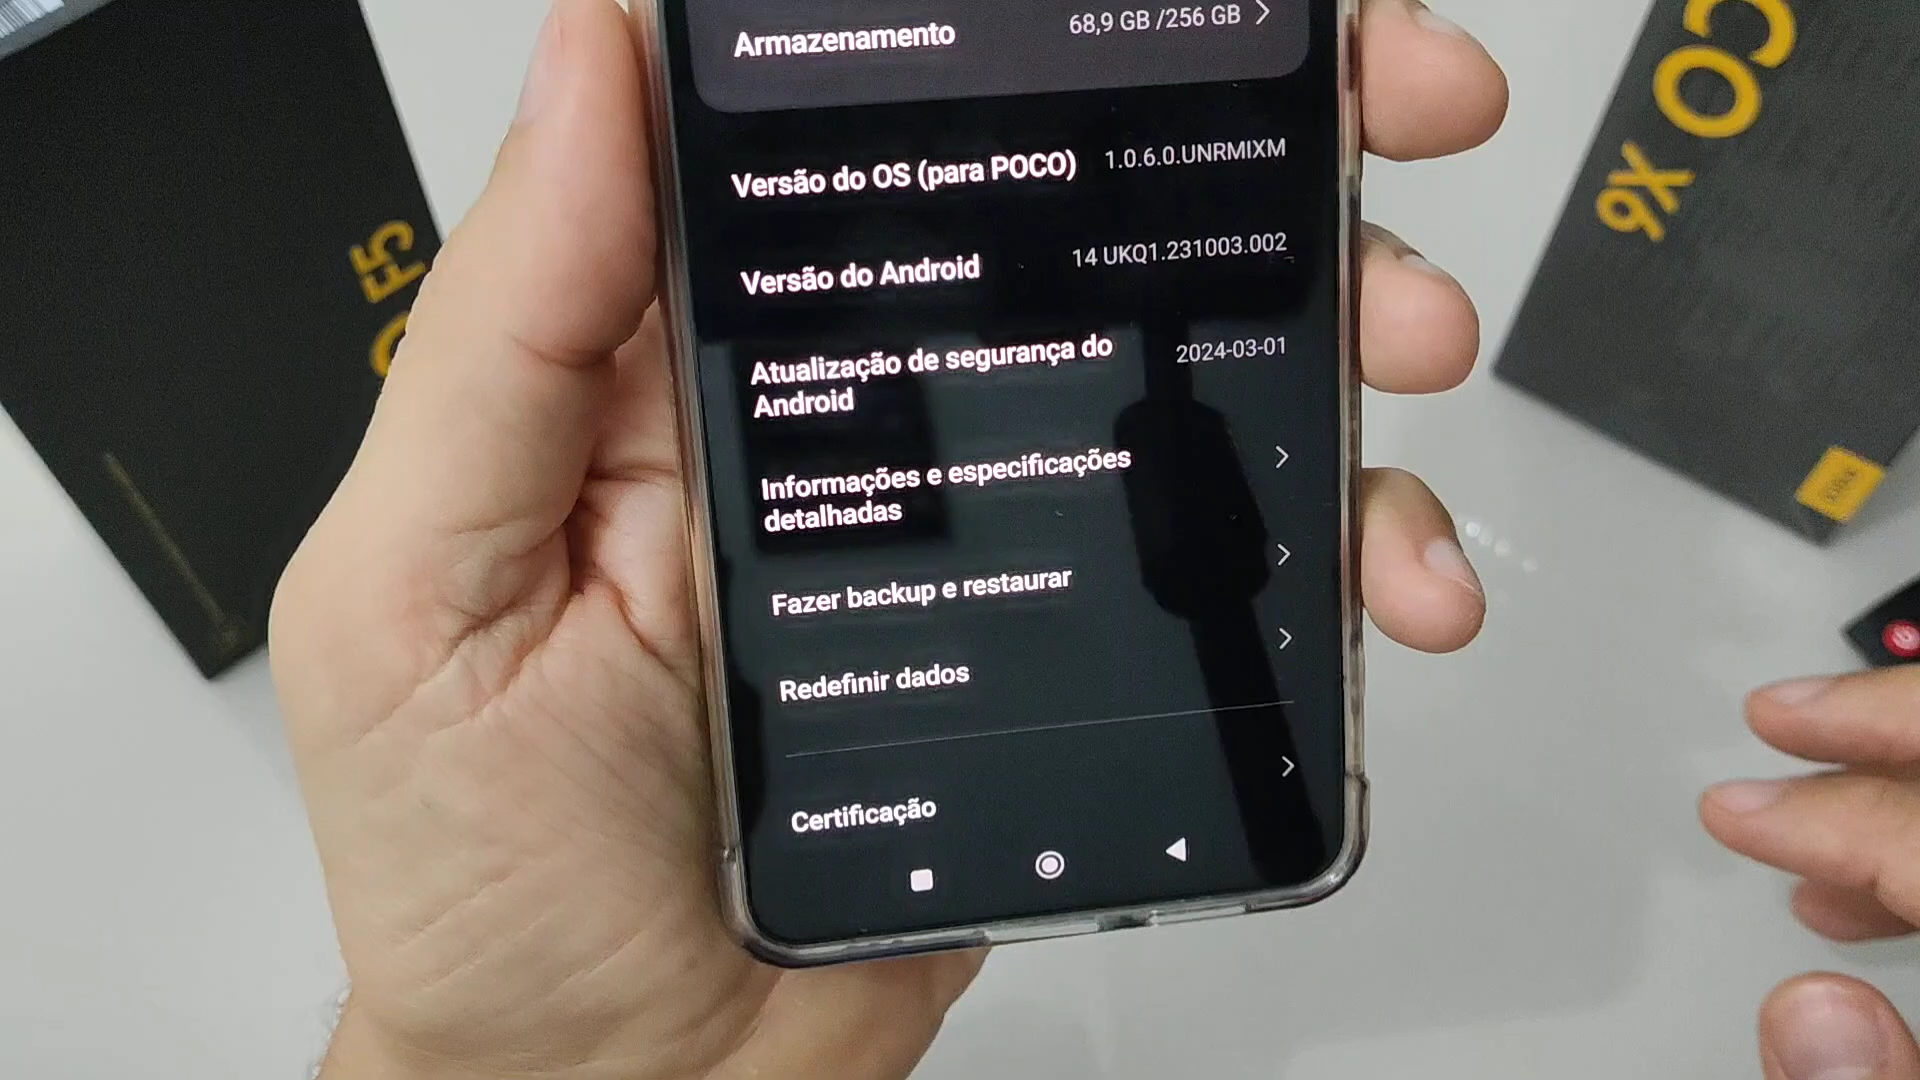 Armazenamento 68,9 GB /256 GB
Versão do OS (para POCO) 1.0.6.0.UNRMIXM
Versão do Android 14 UKQ1.231003.002
Atualização de segurança do 2024-03-01
Android
Informações e especificações
detalhadas
Fazer backup e restaurar
Redefinir dados
Certificação
F5
CO X6